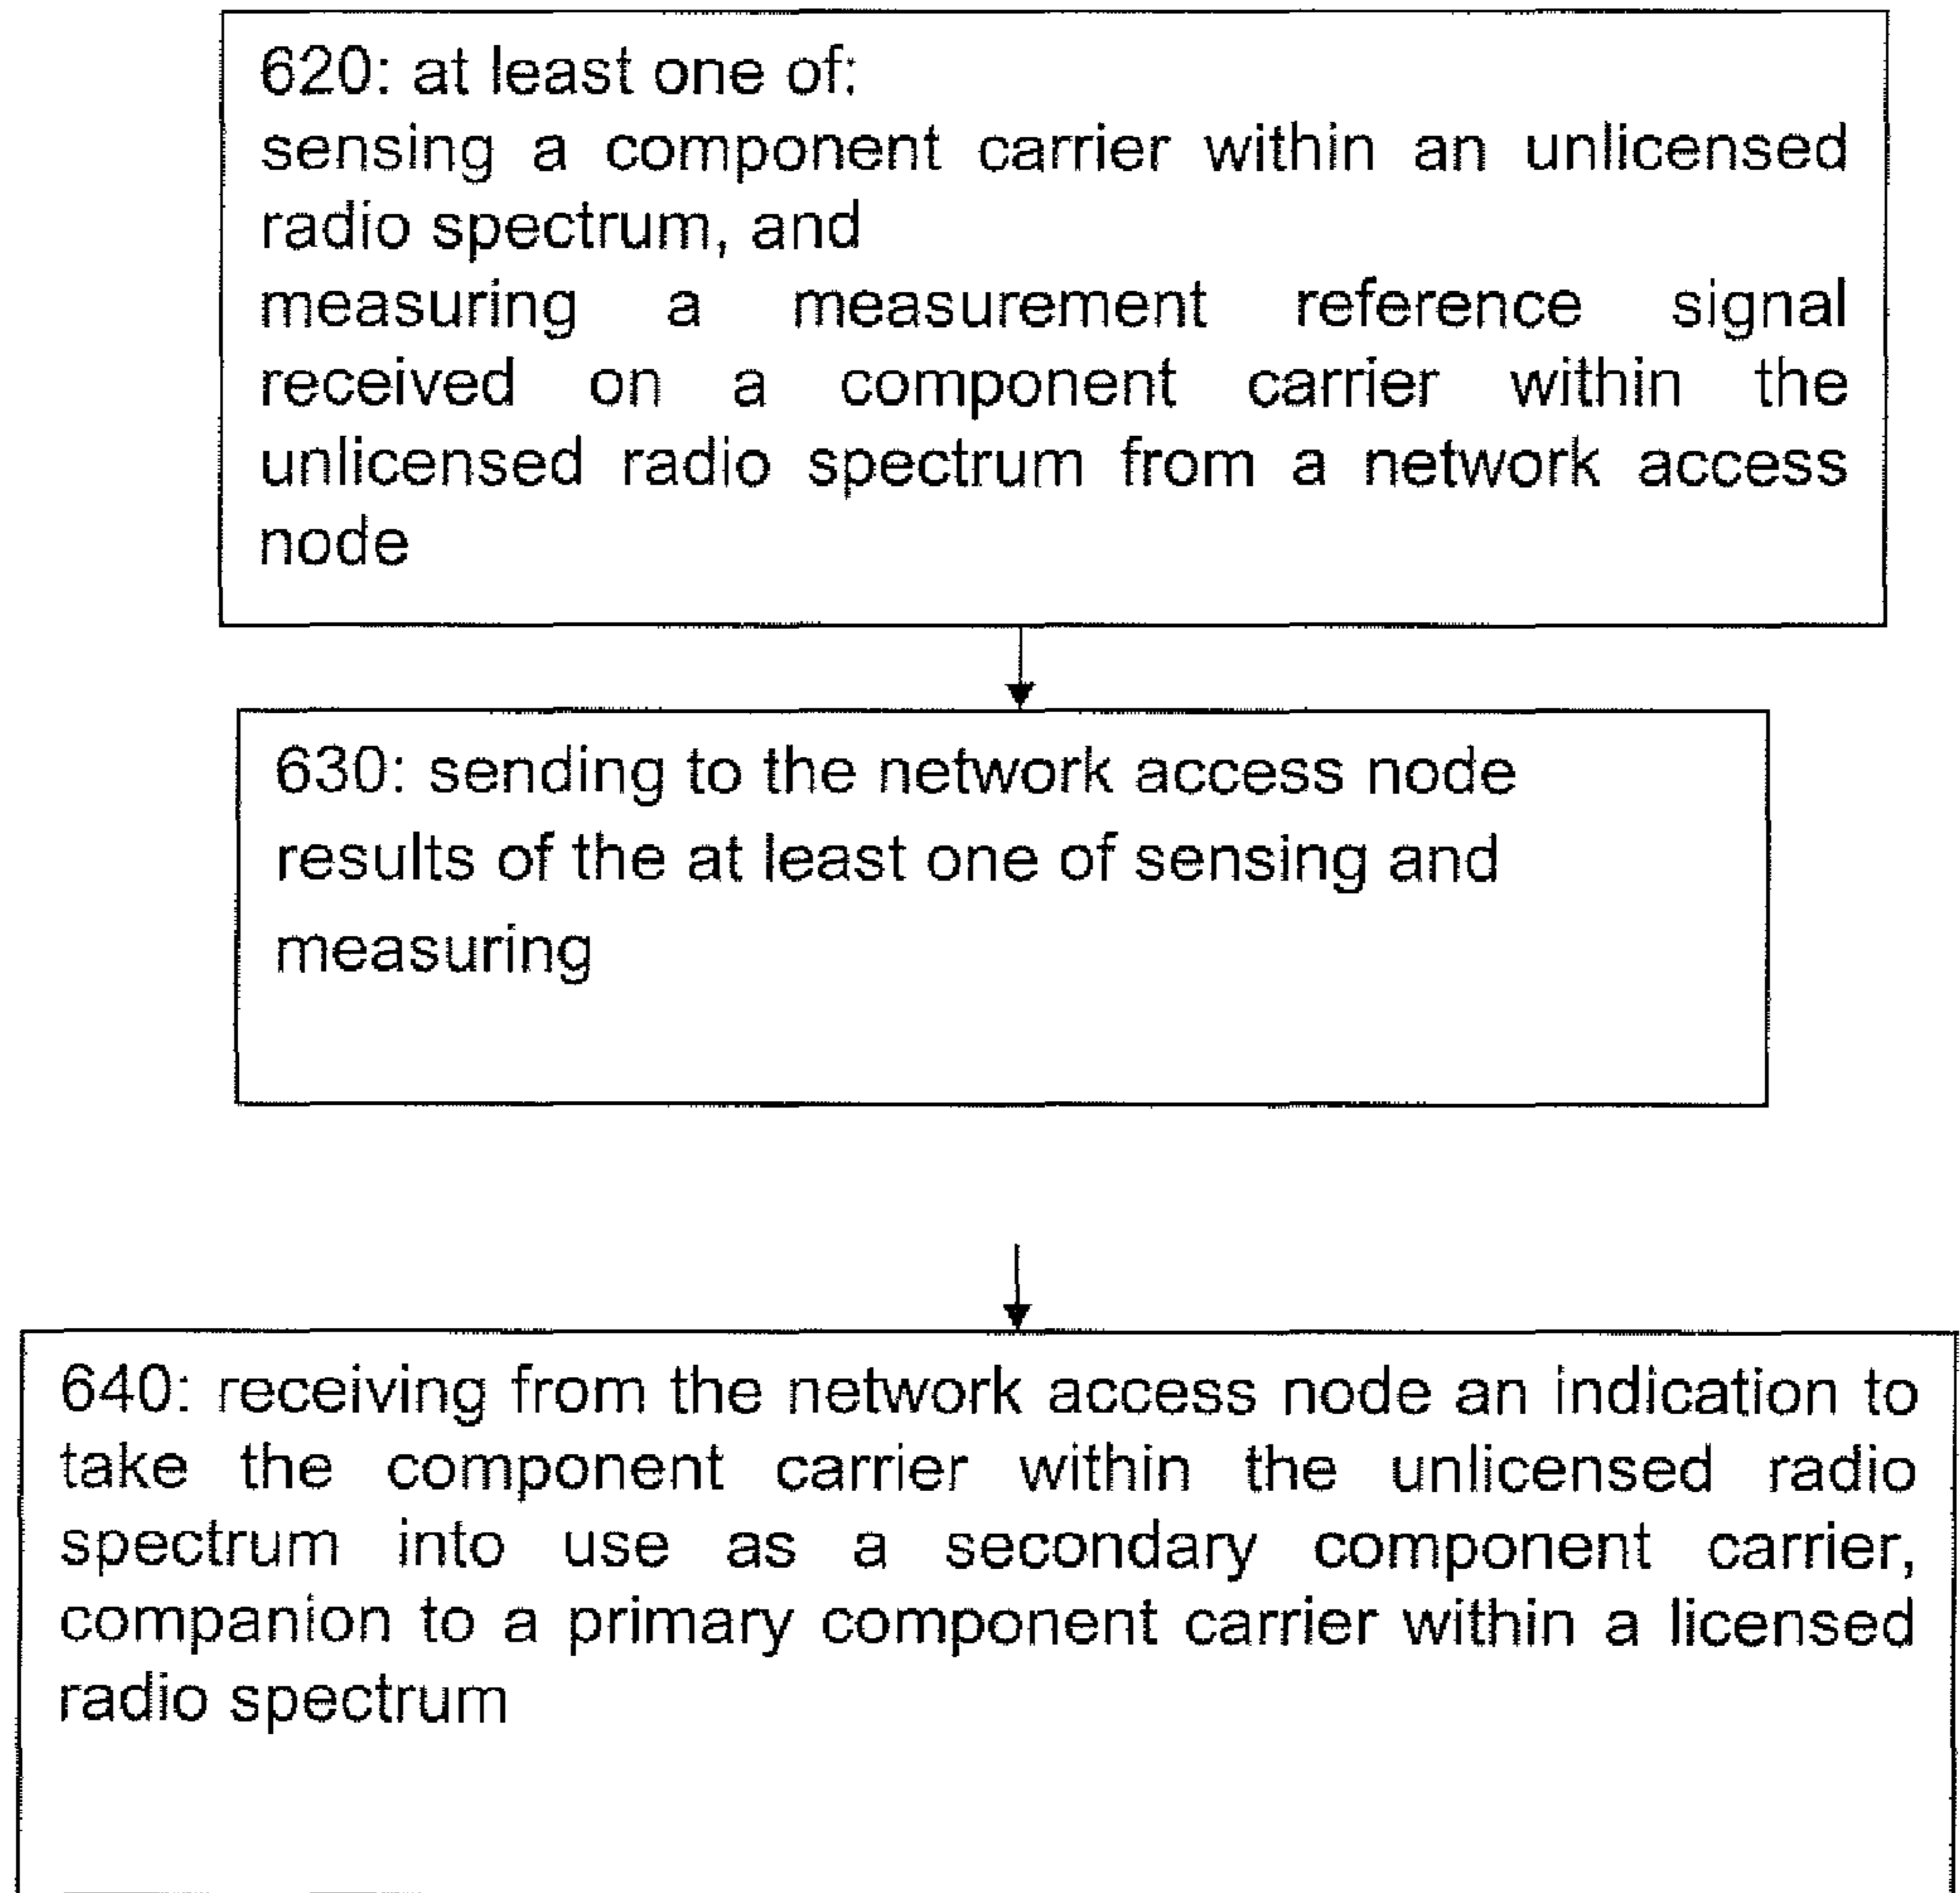 620: at least one of:
sensing a component carrier within an unlicensed
radio spectrum, and
measuring a measurement reference signal
received on a component carrier within the
unlicensed radio spectrum from a network access
node
630: sending to the network access node
results of the at least one of sensing and
measuring
640: receiving from the network access node an indication to
take the component carrier within the unlicensed radio
spectrum into use as a secondary component carrier,
companion to a primary component carrier within a licensed
radio spectrum